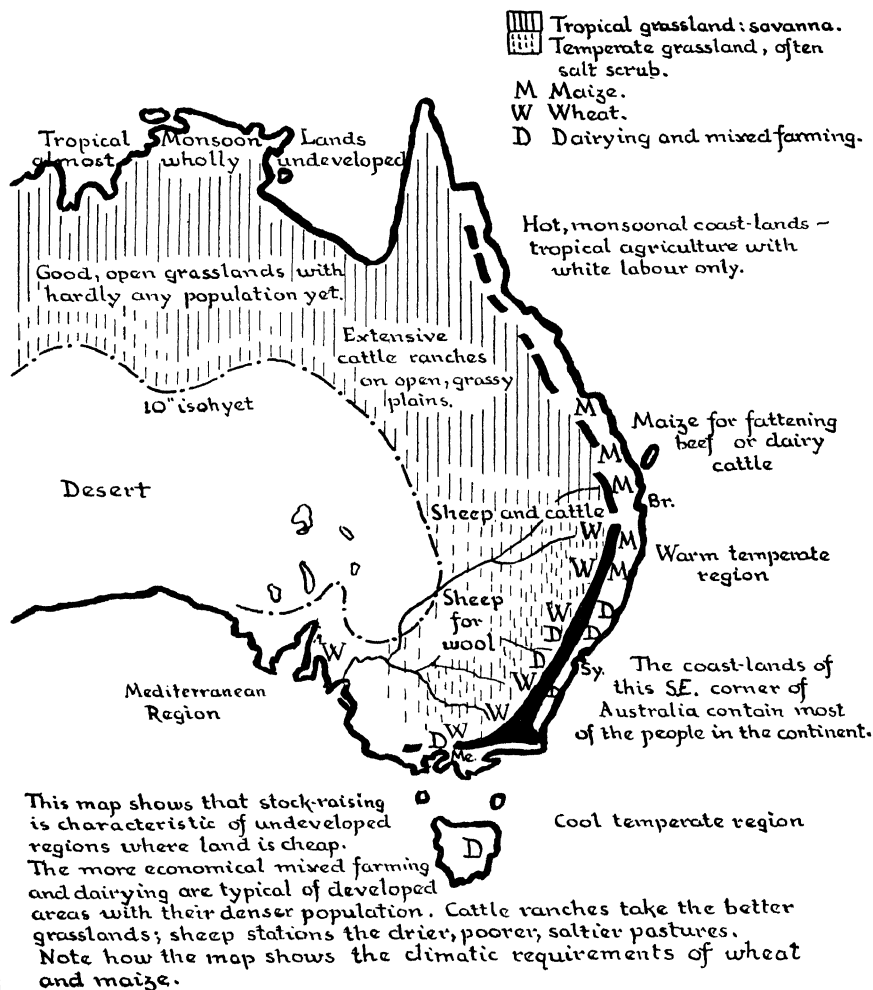 Tropical grassland: savanna.
Temperate grassland, often
salt scrub.
M Maize.
W Wheat.
D Dairying and mixed farming.
Tropical Monsoon Lands
almost wholly undeveloped
Hot, monsoonal coast-lands ~
tropical agriculture with
white labour only.
Good, open grasslands with
hardly any population yet.
Extensive
cattle ranches
on open, grassy
plains.
10" isohyet
M
Maize for fattening
beef or dairy
cattle
M
M
Desert
Br.
Sheep and cattle
W
M
Warm temperate
region
W
M
Sheep
for
wool
W
D
D
D
W
D
Sy.
The coast-lands of
this S.E. corner of
Australia contain most
of the people in the continent.
Mediterranean
Region
W
D
W
W
D
Me.
This map shows that stock-raising
is characteristic of undeveloped
regions where land is cheap.
The more economical mixed farming
and dairying are typical of developed
areas with their denser population. Cattle ranches take the better
grasslands; sheep stations the drier, poorer, saltier pastures.
Note how the map shows the climatic requirements of wheat
and maize.
Cool temperate region
D